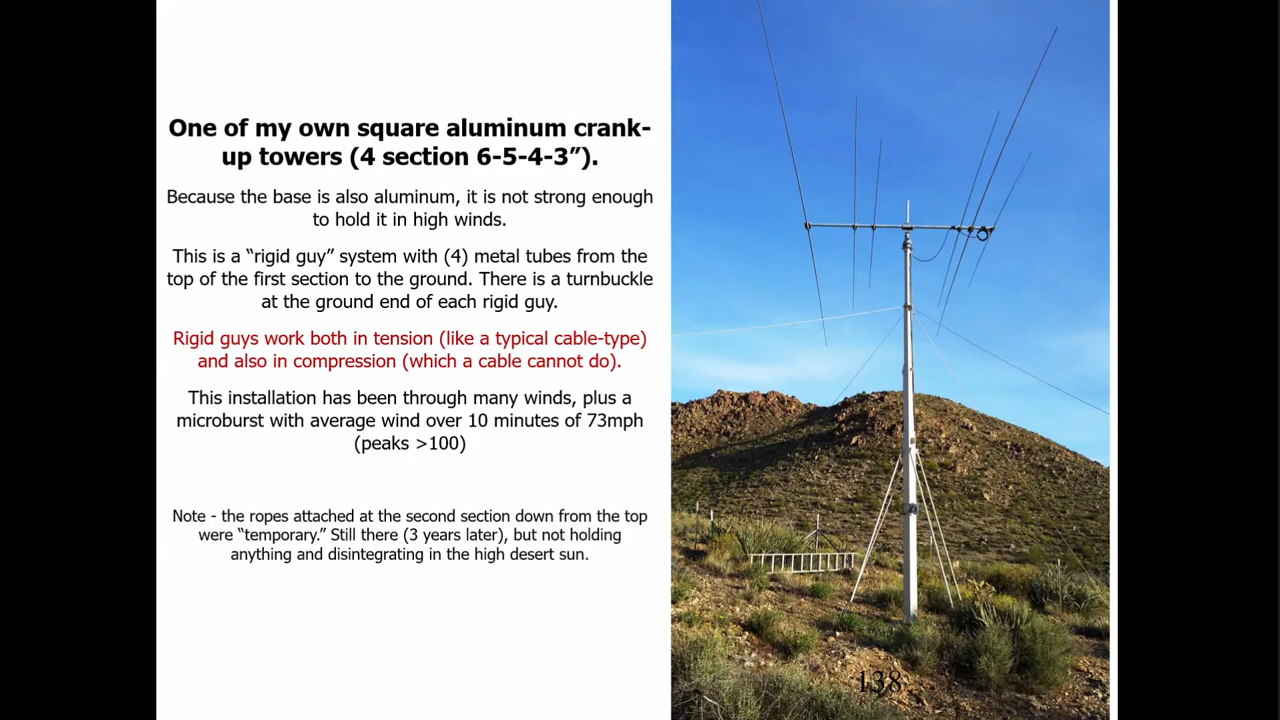 One of my own square aluminum crank-
up towers (4 section 6-5-4-3”).
Because the base is also aluminum, it is not strong enough
to hold it in high winds.
This is a “rigid guy” system with (4) metal tubes from the
top of the first section to the ground. There is a turnbuckle
at the ground end of each rigid guy.
Rigid guys work both in tension (like a typical cable-type)
and also in compression (which a cable cannot do).
This installation has been through many winds, plus a
microburst with average wind over 10 minutes of 73mph
(peaks >100)
Note - the ropes attached at the second section down from the top
were “temporary.” Still there (3 years later), but not holding
anything and disintegrating in the high desert sun.
138